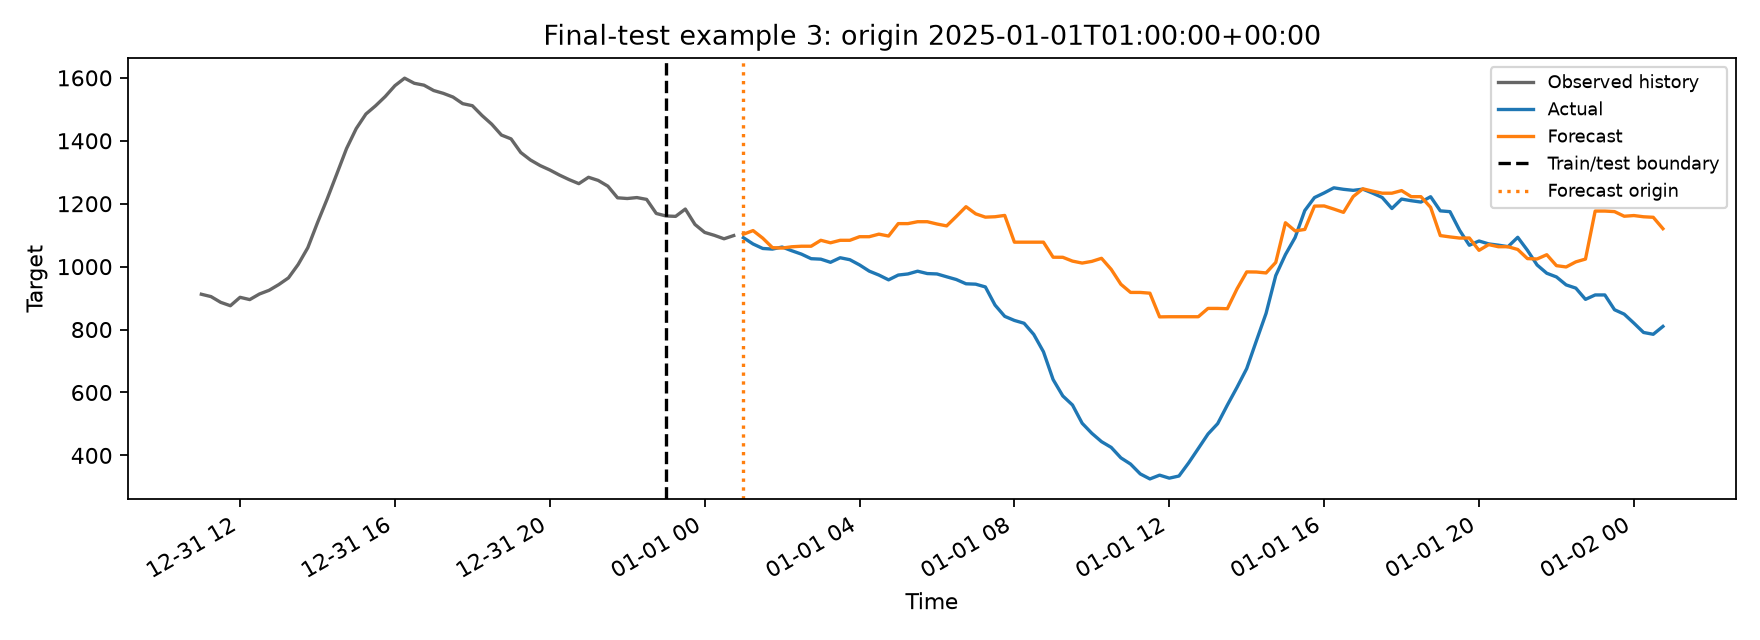 Final-test example 3: origin 2025-01-01T01:00:00+00:00
Target
1600
1400
1200
1000
800
600
400
Observed history
Actual
Forecast
Train/test boundary
Forecast origin
12-31 12
12-31 16
12-31 20
01-01 00
01-01 04
01-01 08
01-01 12
01-01 16
01-01 20
01-02 00
Time